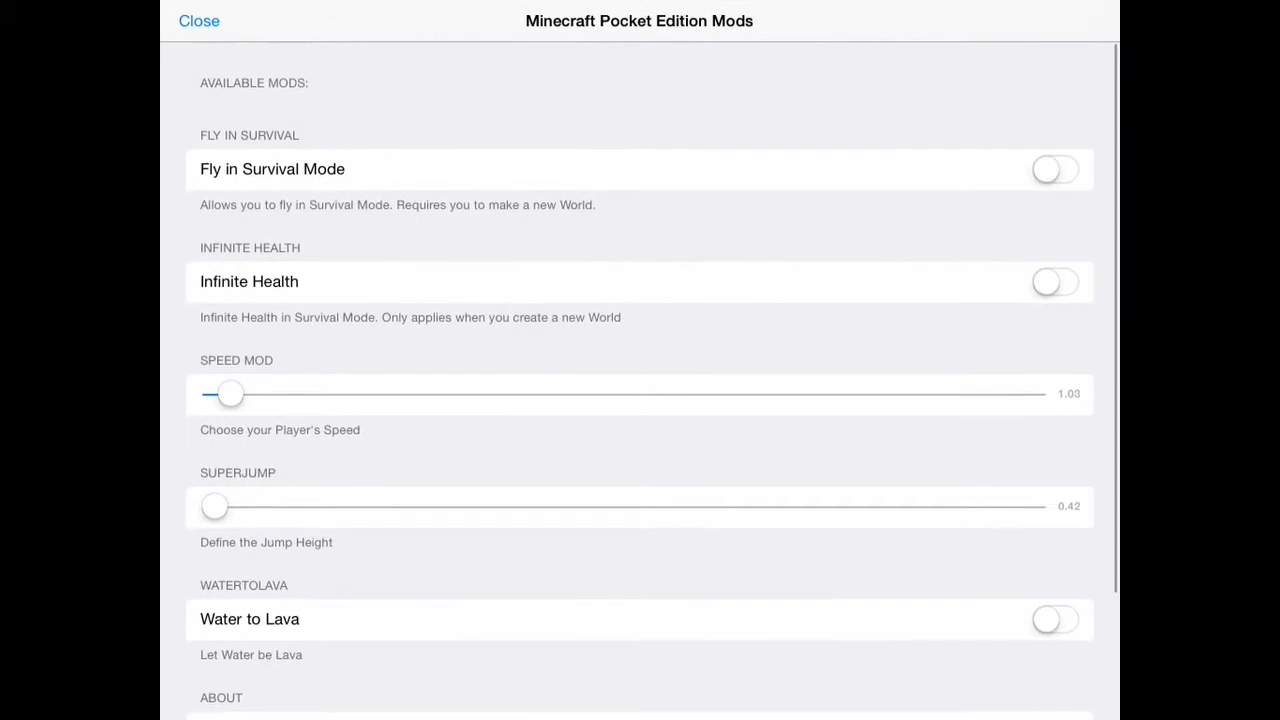 Close
Minecraft Pocket Edition Mods
AVAILABLE MODS:
FLY IN SURVIVAL
Fly in Survival Mode
Allows you to fly in Survival Mode. Requires you to make a new World.
INFINITE HEALTH
Infinite Health
Infinite Health in Survival Mode. Only applies when you create a new World
SPEED MOD
1.03
Choose your Player's Speed
SUPERJUMP
0.42
Define the Jump Height
WATERTOLAVA
Water to Lava
Let Water be Lava
ABOUT